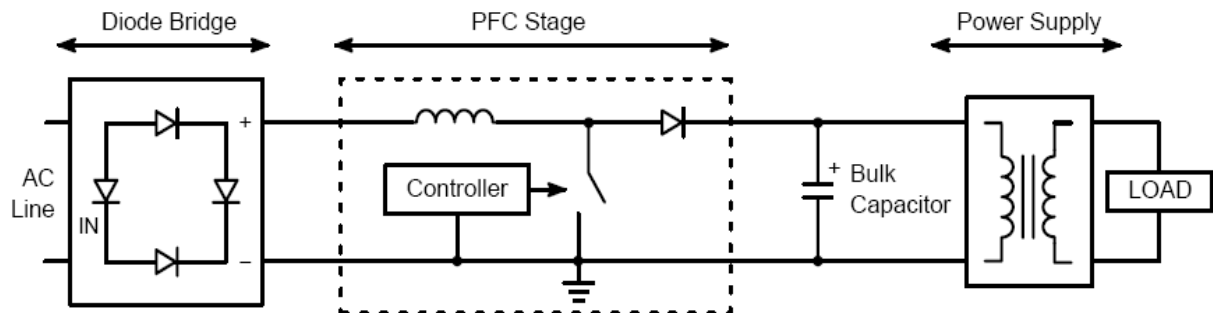 Diode Bridge
PFC Stage
Power Supply
+
AC
Line
IN
−
Controller
+
Bulk
Capacitor
LOAD